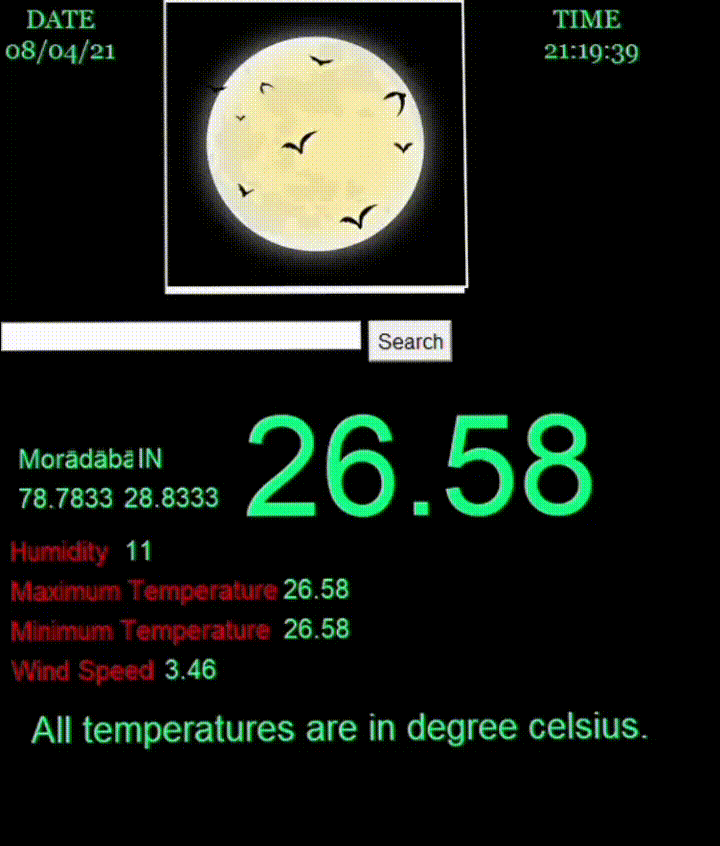 DATE
TIME
08/04/21
21:19:39
Search
26.58
IN
78.7833 28.8333
Humidity 11
Maximum Temperature 26.58
Minimum Temperature 26.58
Wind Speed 3.46
All temperatures are in degree celsius.